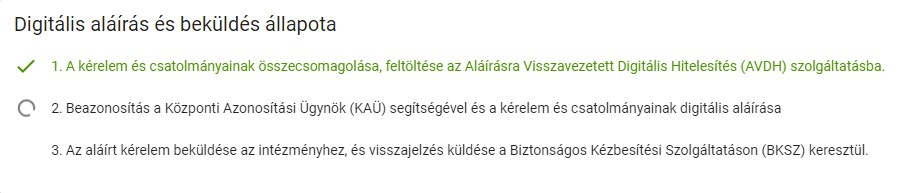 Digitális aláírás és beküldés állapota
1. A kérelem és csatolmányainak összecsomagolása, feltöltése az Aláírásra Visszavezetett Digitális Hitelesítés (AVDH) szolgáltatásba.
2. Beazonosítás a Központi Azonosítási Ügynök (KAÜ) segítségével és a kérelem és csatolmányainak digitális aláírása
3. Az aláírt kérelem beküldése az intézményhez, és visszajelzés küldése a Biztonságos Kézbesítési Szolgáltatáson (BKSZ) keresztül.